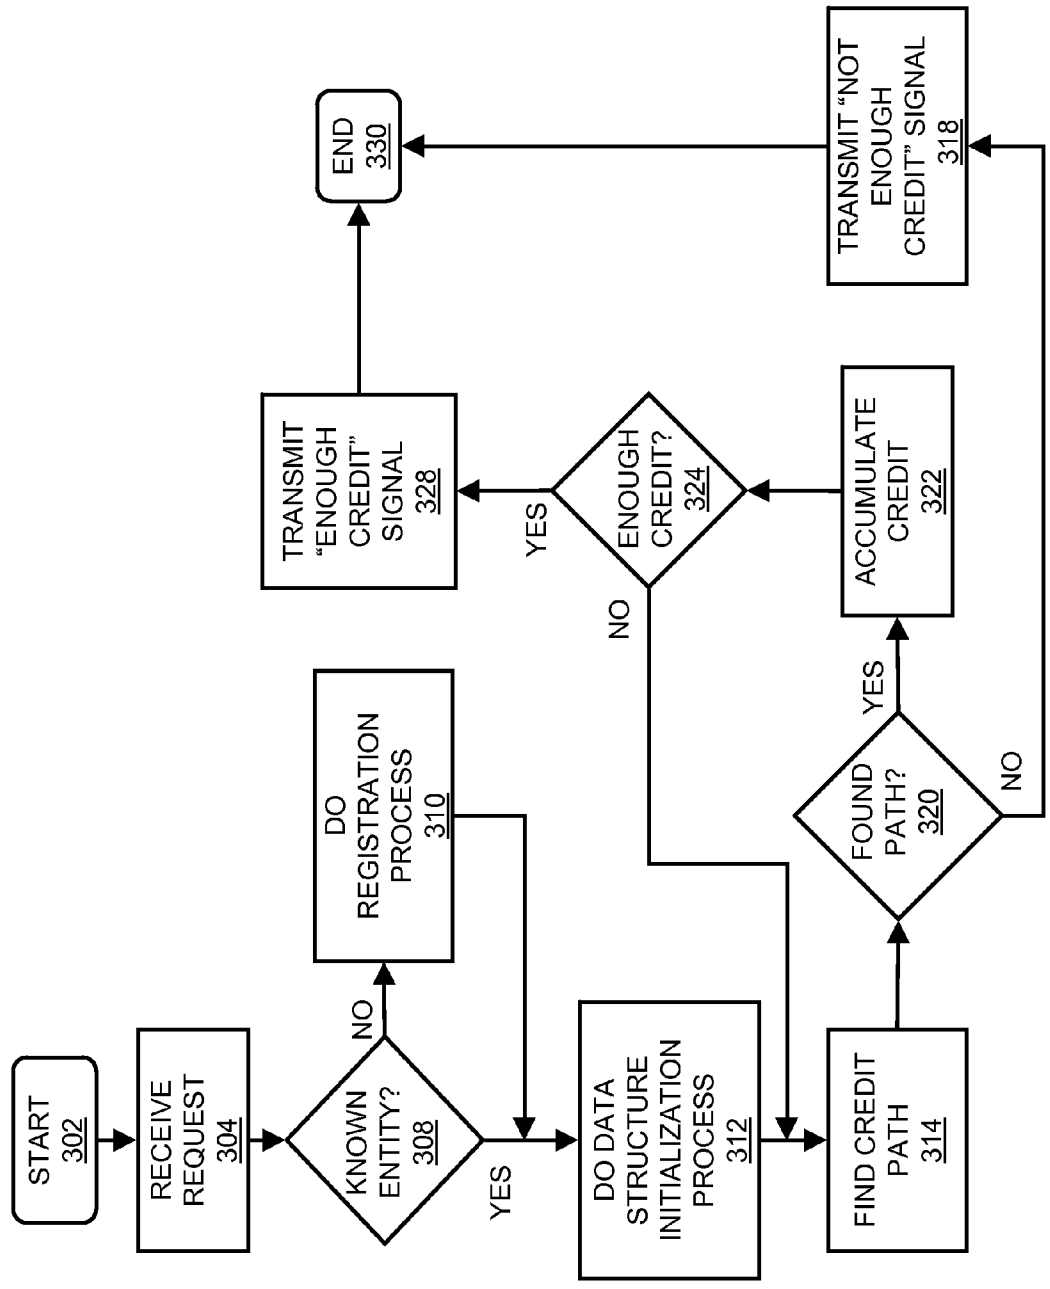 START
302
RECEIVE
REQUEST
304
KNOWN
ENTITY?
308
NO
YES
DO
REGISTRATION
PROCESS
310
DO DATA
STRUCTURE
INITIALIZATION
PROCESS
312
FIND CREDIT
PATH
314
FOUND
PATH?
320
YES
NO
ACCUMULATE
CREDIT
322
ENOUGH
CREDIT?
324
NO
YES
TRANSMIT
“ENOUGH
CREDIT”
SIGNAL
328
TRANSMIT “NOT
ENOUGH
CREDIT” SIGNAL
318
END
330